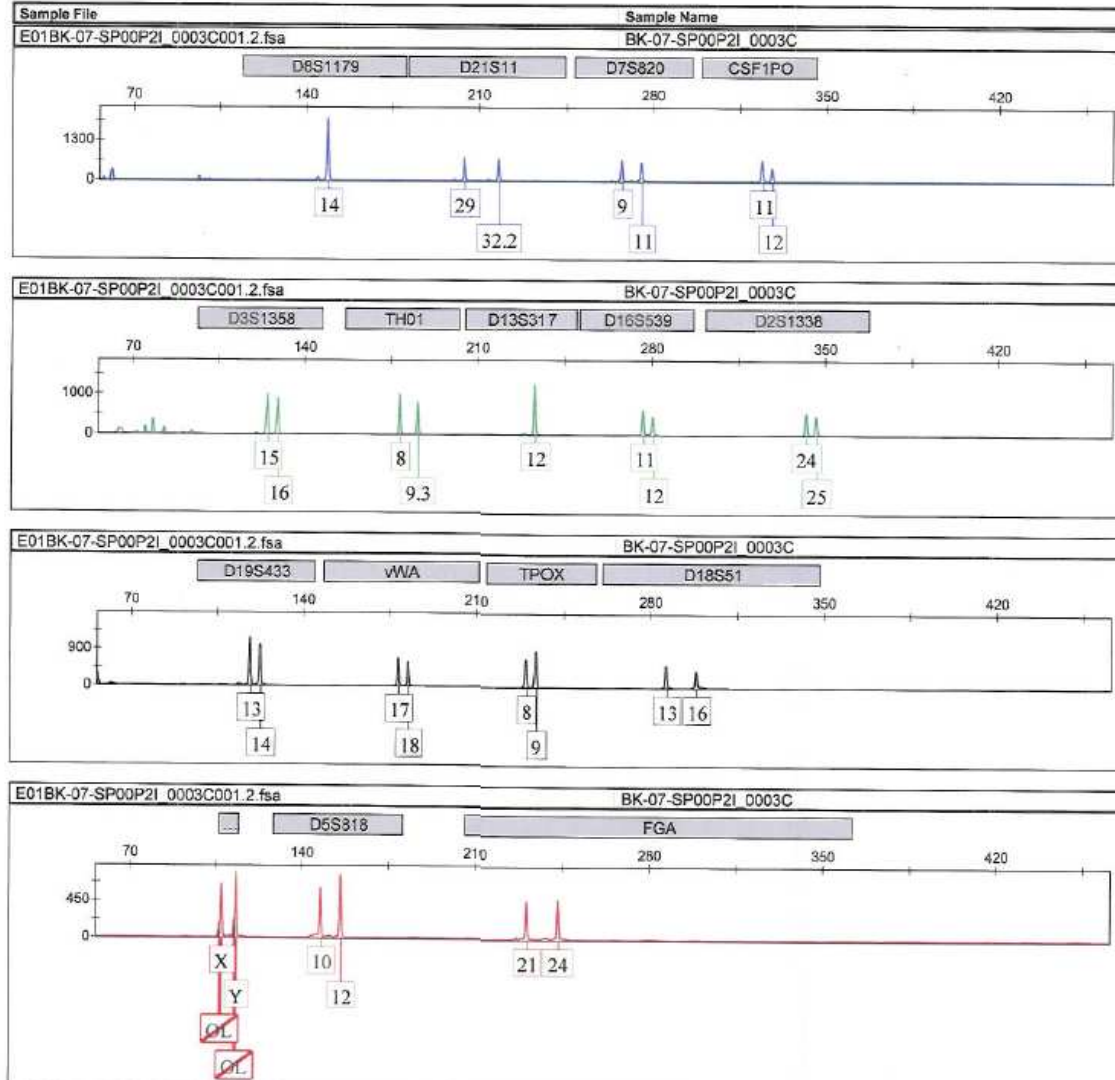 Sample File Sample Name
E01BK-07-SP00P2I_0003C001.2.fsa BK-07-SP00P2I_0003C
D8S1179 D21S11 D7S820 CSF1PO
70 140 210 280 350 420
1300
0
14 29 9 11
32.2 11 12
E01BK-07-SP00P2I_0003C001.2.fsa BK-07-SP00P2I_0003C
D3S1358 TH01 D13S317 D16S539 D2S1338
70 140 210 280 350 420
1000
0
15 8 12 11 24
16 9.3 12 25
E01BK-07-SP00P2I_0003C001.2.fsa BK-07-SP00P2I_0003C
D19S433 vWA TPOX D18S51
70 140 210 280 350 420
900
0
13 17 8 13 16
14 18 9
E01BK-07-SP00P2I_0003C001.2.fsa BK-07-SP00P2I_0003C
... D5S818 FGA
70 140 210 280 350 420
450
0
X 10 21 24
Y 12
OL
OL